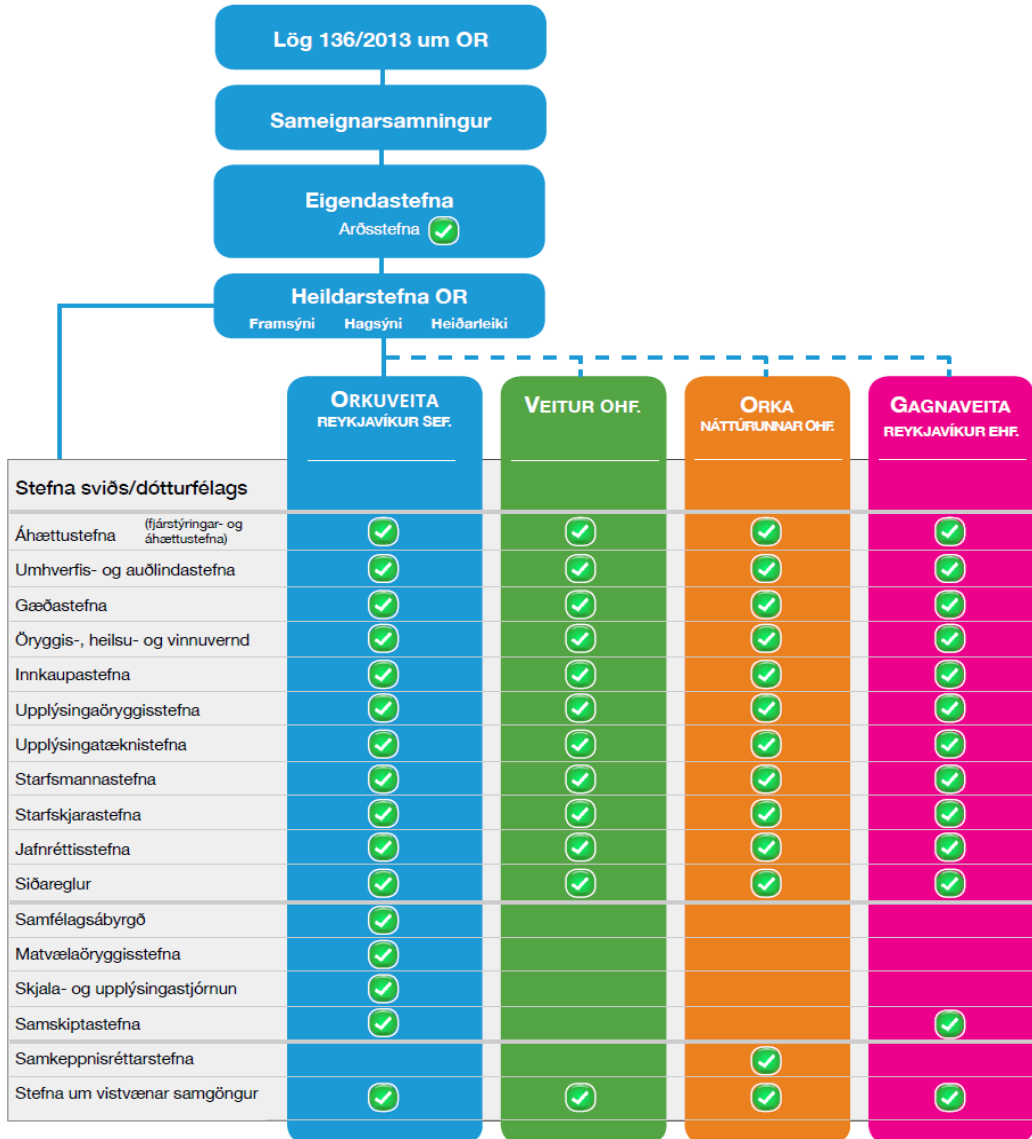 Lög 136/2013 um OR
Sameignarsamningur
Eigendastefna
Arðsstefna
Heildarstefna OR
Framsýni Hagsýni Heiðarleiki
ORKUVEITA
REYKJAVÍKUR SEF.
VEITUR OHF.
ORKA
NÁTTÚRUNNAR OHF.
GAGNAVEITA
REYKJAVÍKUR EHF.
Stefna sviðs/dótturfélags
Áhættustefna (fjárstýringar- og
áhættustefna)
Umhverfis- og auðlindastefna
Gæðastefna
Öryggis-, heilsu- og vinnuvernd
Innkaupastefna
Upplýsingaöryggisstefna
Upplýsingatæknistefna
Starfsmannastefna
Starfskjarastefna
Jafnréttisstefna
Siðareglur
Samfélagsábyrgð
Matvælaöryggisstefna
Skjala- og upplýsingastjórnun
Samskiptastefna
Samkeppnisréttarstefna
Stefna um vistvænar samgöngur